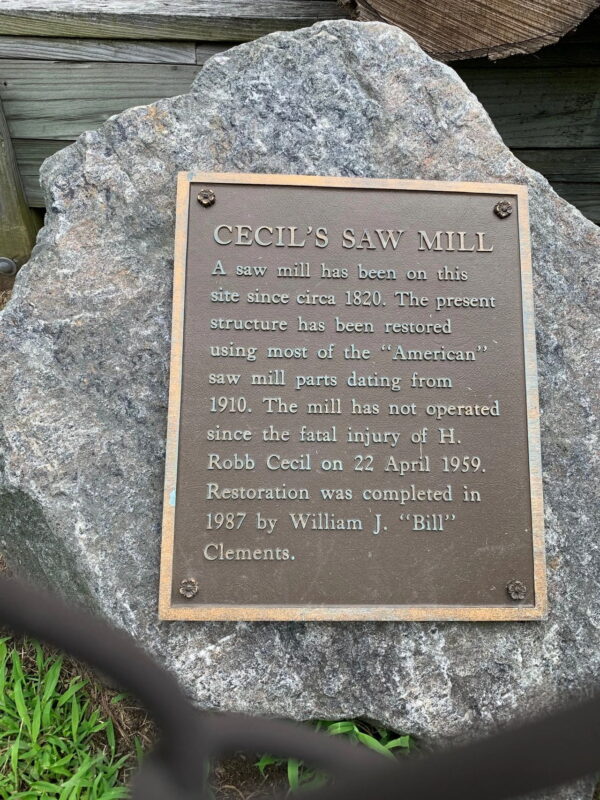 CECIL'S SAW MILL
A saw mill has been on this
site since circa 1820. The present
structure has been restored
using most of the "American"
saw mill parts dating from
1910. The mill has not operated
since the fatal injury of H.
Robb Cecil on 22 April 1959.
Restoration was completed in
1987 by William J. "Bill"
Clements.